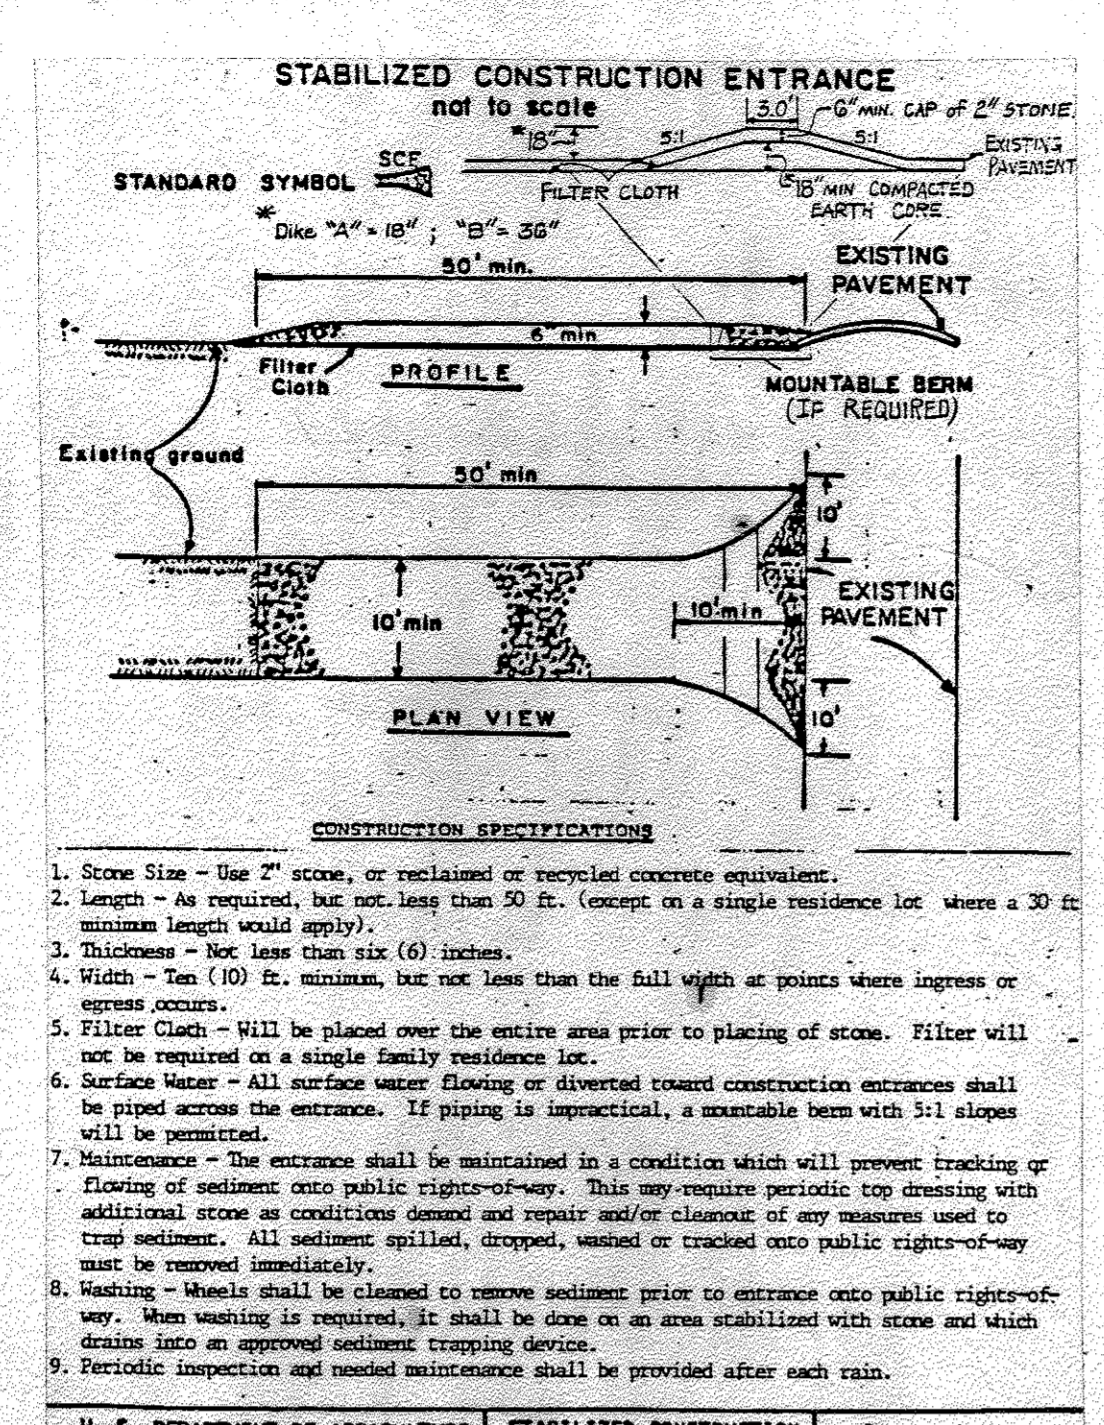 STABILIZED CONSTRUCTION ENTRANCE
not to scale
3.0'
6" MIN. CAP of 2" STONE
*18"
5:1
5:1
EXISTING
PAVEMENT
SCE
STANDARD SYMBOL
FILTER CLOTH
18" MIN COMPACTED
EARTH CORE
*
Dike "A" = 18" ; "B" = 36"
EXISTING
PAVEMENT
50' min.
6" min
Filter
Cloth
PROFILE
MOUNTABLE BERM
(IF REQUIRED)
Existing ground
50' min
10'
EXISTING
PAVEMENT
10' min
10' min
10'
PLAN VIEW
CONSTRUCTION SPECIFICATIONS
1. Stone Size - Use 2" stone, or reclaimed or recycled concrete equivalent.
2. Length - As required, but not less than 50 ft. (except on a single residence lot where a 30 ft
minimum length would apply).
3. Thickness - Not less than six (6) inches.
4. Width - Ten (10) ft. minimum, but not less than the full width at points where ingress or
egress occurs.
5. Filter Cloth - Will be placed over the entire area prior to placing of stone. Filter will
not be required on a single family residence lot.
6. Surface Water - All surface water flowing or diverted toward construction entrances shall
be piped across the entrance. If piping is impractical, a mountable berm with 5:1 slopes
will be permitted.
7. Maintenance - The entrance shall be maintained in a condition which will prevent tracking or
flowing of sediment onto public rights-of-way. This may require periodic top dressing with
additional stone as conditions demand and repair and/or cleanout of any measures used to
trap sediment. All sediment spilled, dropped, washed or tracked onto public rights-of-way
must be removed immediately.
8. Washing - Wheels shall be cleaned to remove sediment prior to entrance onto public rights-of-
way. When washing is required, it shall be done on an area stabilized with stone and which
drains into an approved sediment trapping device.
9. Periodic inspection and needed maintenance shall be provided after each rain.